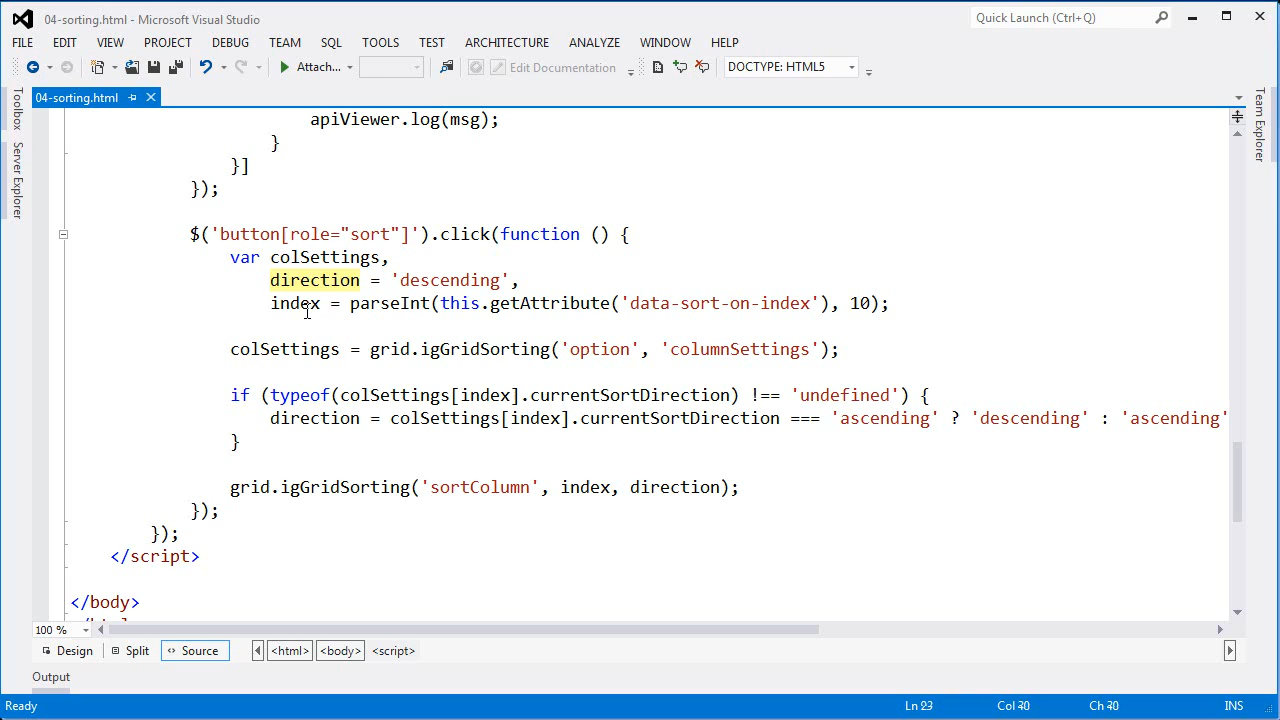 04-sorting.html - Microsoft Visual Studio
Quick Launch (Ctrl+Q)
FILE EDIT VIEW PROJECT DEBUG TEAM SQL TOOLS TEST ARCHITECTURE ANALYZE WINDOW HELP
Attach...
Edit Documentation
DOCTYPE: HTML5
04-sorting.html
Toolbox
Server Explorer
Team Explorer
apiViewer.log(msg);
}
}]
});
$('button[role="sort"]').click(function () {
var colSettings,
direction = 'descending',
index = parseInt(this.getAttribute('data-sort-on-index'), 10);
colSettings = grid.igGridSorting('option', 'columnSettings');
if (typeof(colSettings[index].currentSortDirection) !== 'undefined') {
direction = colSettings[index].currentSortDirection === 'ascending' ? 'descending' : 'ascending'
}
grid.igGridSorting('sortColumn', index, direction);
});
});
</script>
</body>
100 %
Design Split Source <html> <body> <script>
Output
Ready
Ln 23 Col 40 Ch 40 INS